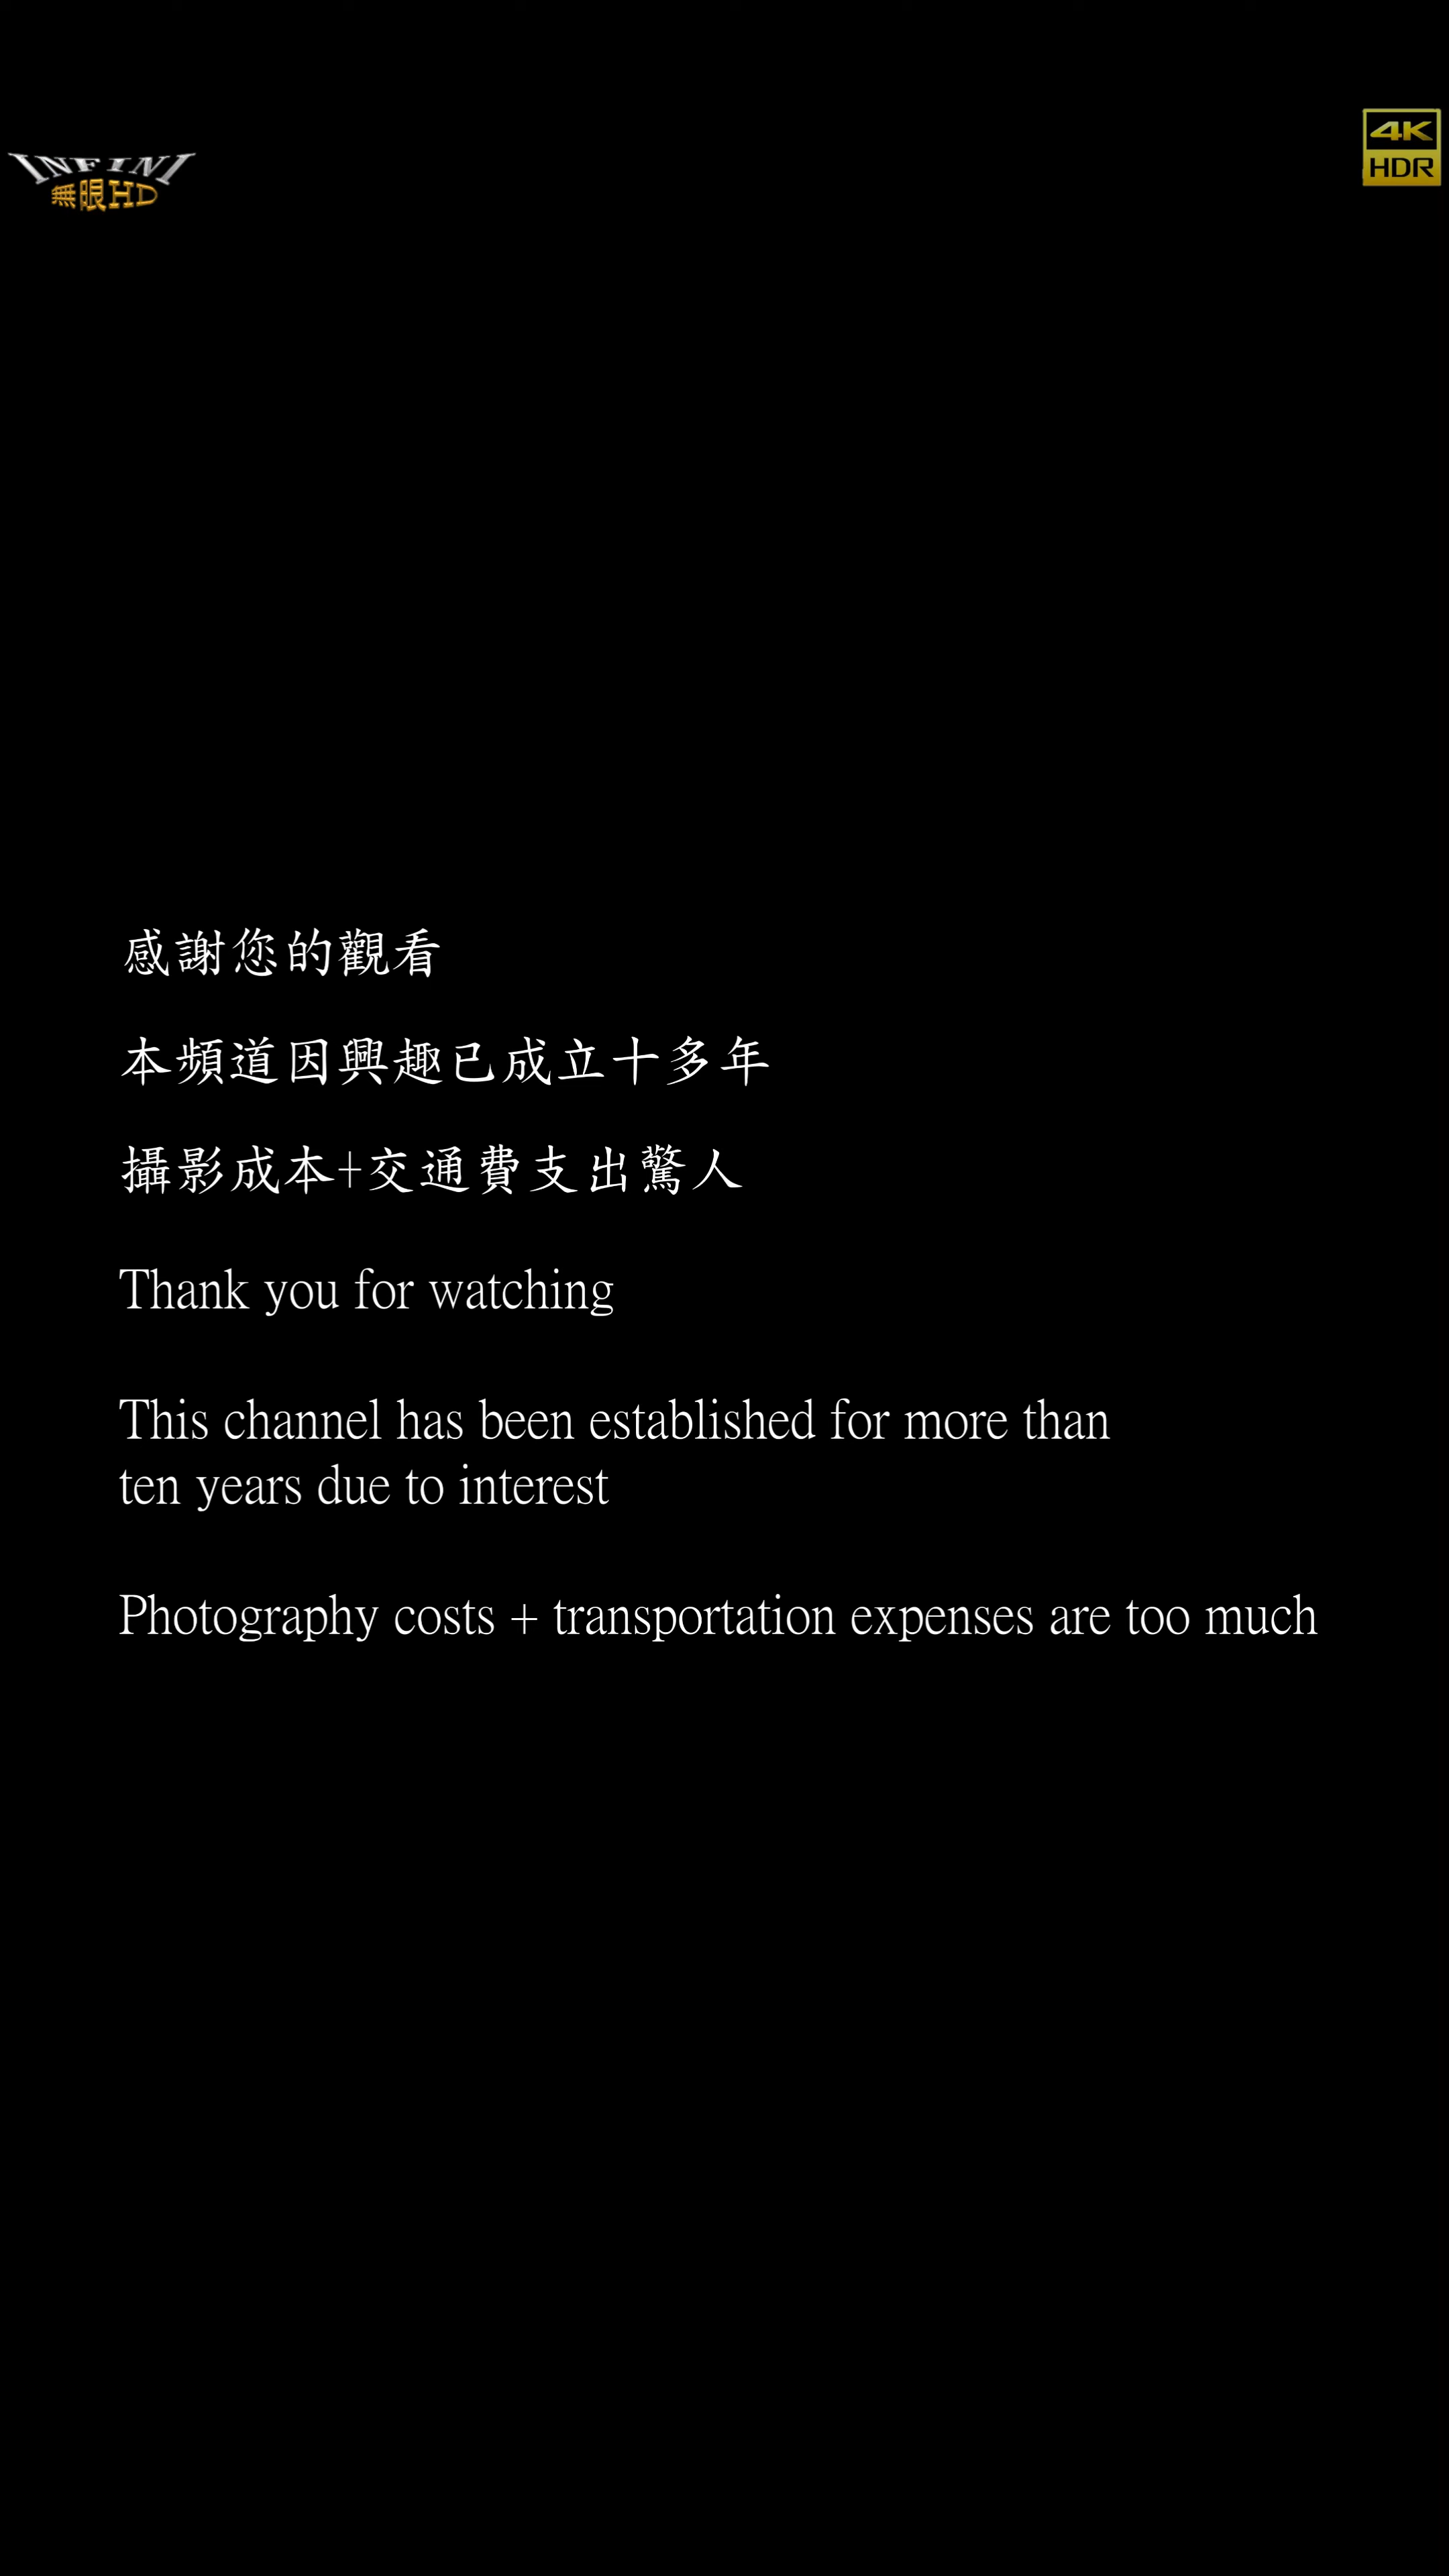 INFINI
無限HD
4K
HDR
感謝您的觀看
本頻道因興趣已成立十多年
攝影成本+交通費支出驚人
Thank you for watching
This channel has been established for more than
ten years due to interest
Photography costs + transportation expenses are too much